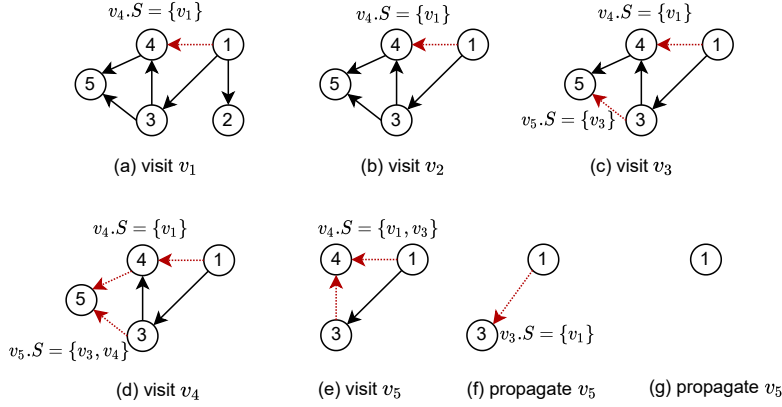 v₄.S = {v₁}
4 1
5
3 2
(a) visit v₁
v₄.S = {v₁}
4 1
5
3
(b) visit v₂
v₄.S = {v₁}
4 1
5
v₅.S = {v₃} 3
(c) visit v₃
v₄.S = {v₁}
4 1
5
v₅.S = {v₃, v₄} 3
(d) visit v₄
v₄.S = {v₁, v₃}
4 1
3
(e) visit v₅
1
3 v₃.S = {v₁}
(f) propagate v₅
1
(g) propagate v₅